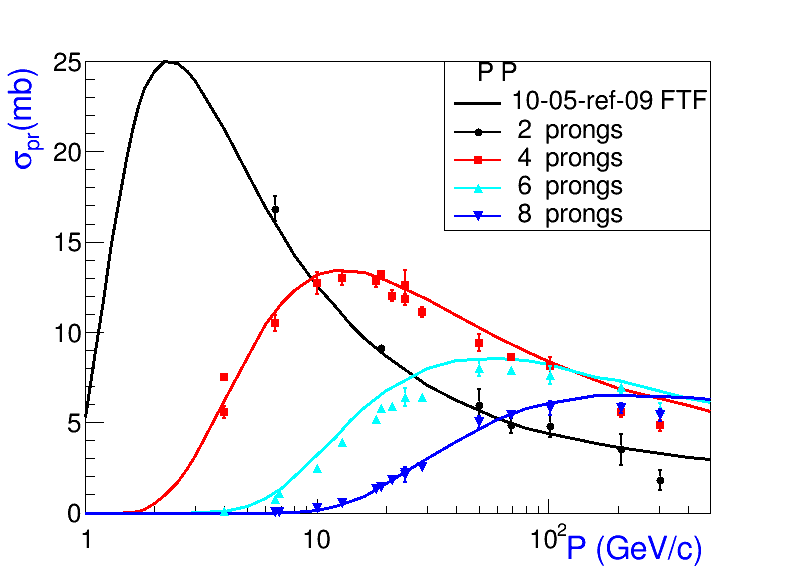 P P
10-05-ref-09 FTF
2 prongs
4 prongs
6 prongs
8 prongs
σpr(mb)
25
20
15
10
5
0
1
10
10²
P (GeV/c)